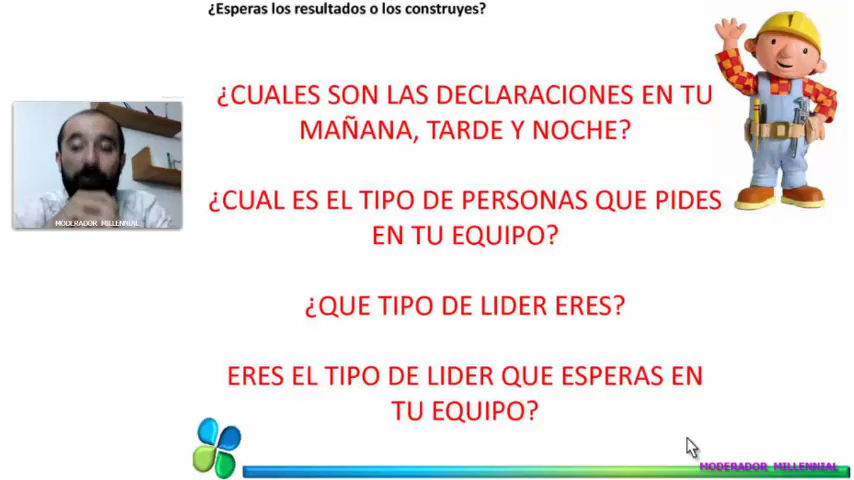 ¿Esperas los resultados o los construyes?
¿CUALES SON LAS DECLARACIONES EN TU
MAÑANA, TARDE Y NOCHE?
¿CUAL ES EL TIPO DE PERSONAS QUE PIDES
EN TU EQUIPO?
¿QUE TIPO DE LIDER ERES?
ERES EL TIPO DE LIDER QUE ESPERAS EN
TU EQUIPO?
MODERADOR MILLENNIAL
MODERADOR MILLENNIAL